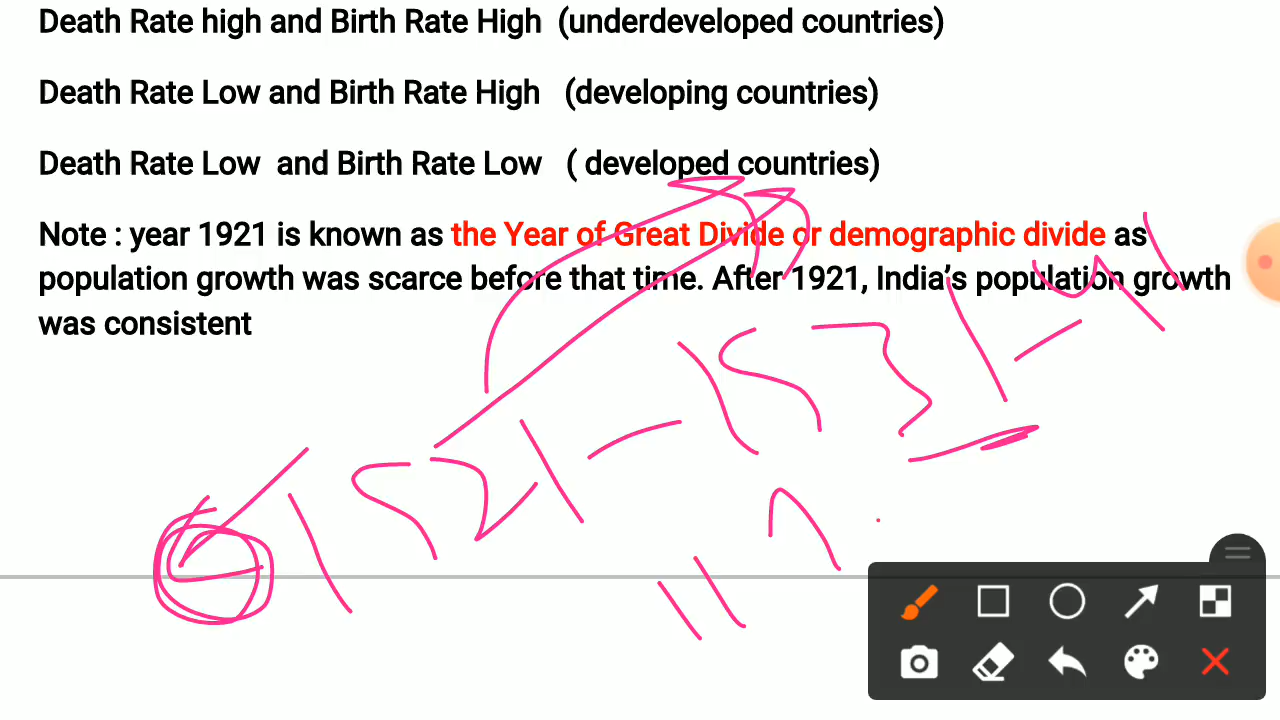 Death Rate high and Birth Rate High (underdeveloped countries)
Death Rate Low and Birth Rate High (developing countries)
Death Rate Low and Birth Rate Low ( developed countries)
Note : year 1921 is known as the Year of Great Divide or demographic divide as
population growth was scarce before that time. After 1921, India's population growth
was consistent